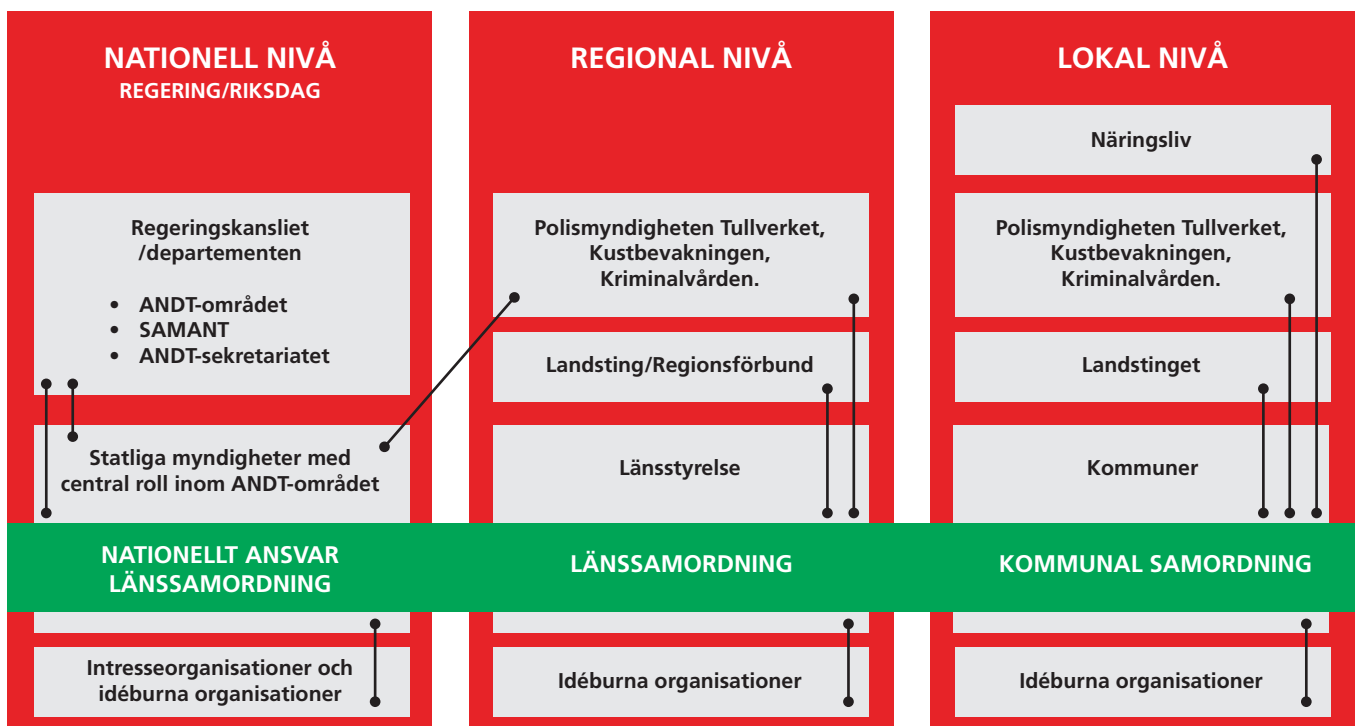 NATIONELL NIVÅ
REGERING/RIKSDAG
Regeringskansliet
/departementen
• ANDT-området
• SAMANT
• ANDT-sekretariatet
Statliga myndigheter med
central roll inom ANDT-området
NATIONELLT ANSVAR
LÄNSSAMORDNING
Intresseorganisationer och
idéburna organisationer
REGIONAL NIVÅ
Polismyndigheten Tullverket,
Kustbevakningen,
Kriminalvården.
Landsting/Regionsförbund
Länsstyrelse
LÄNSSAMORDNING
Idéburna organisationer
LOKAL NIVÅ
Näringsliv
Polismyndigheten Tullverket,
Kustbevakningen,
Kriminalvården.
Landstinget
Kommuner
KOMMUNAL SAMORDNING
Idéburna organisationer